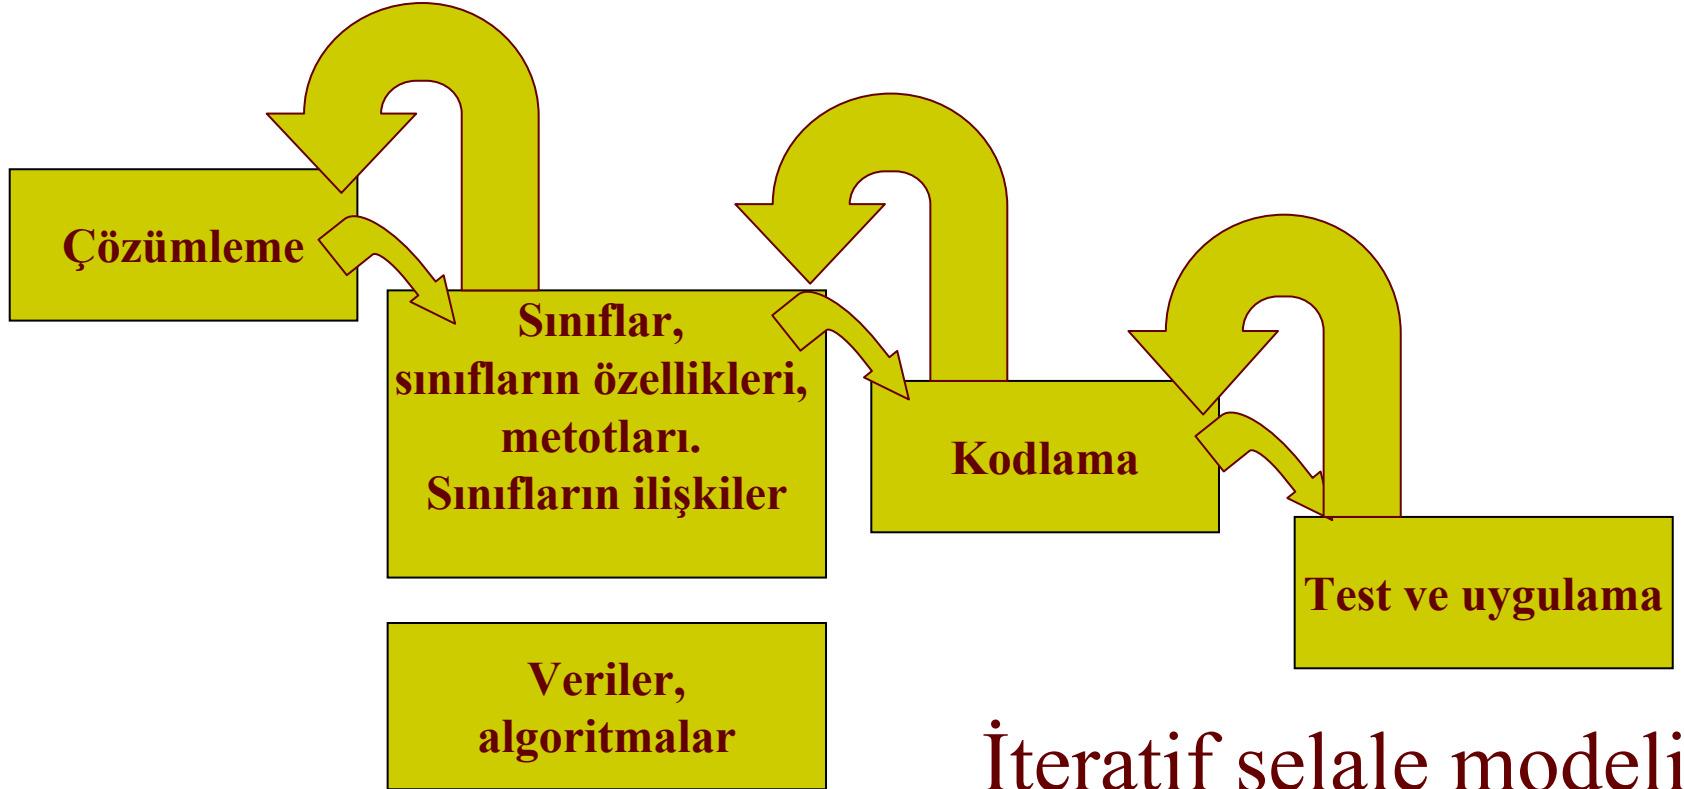 Çözümleme
Sınıflar,
sınıfların özellikleri,
metotları.
Sınıfların ilişkiler
Kodlama
Test ve uygulama
Veriler,
algoritmalar
İteratif selale modeli